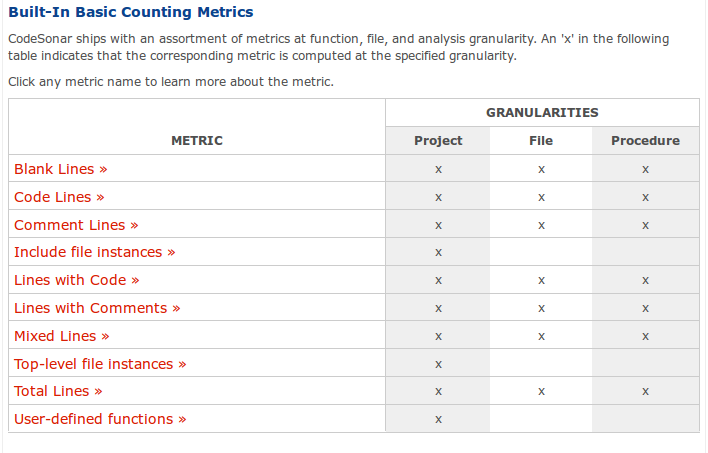 Built-In Basic Counting Metrics
CodeSonar ships with an assortment of metrics at function, file, and analysis granularity. An 'x' in the following
table indicates that the corresponding metric is computed at the specified granularity.
Click any metric name to learn more about the metric.
GRANULARITIES
METRIC Project File Procedure
Blank Lines » x x x
Code Lines » x x x
Comment Lines » x x x
Include file instances » x
Lines with Code » x x x
Lines with Comments » x x x
Mixed Lines » x x x
Top-level file instances » x
Total Lines » x x x
User-defined functions » x